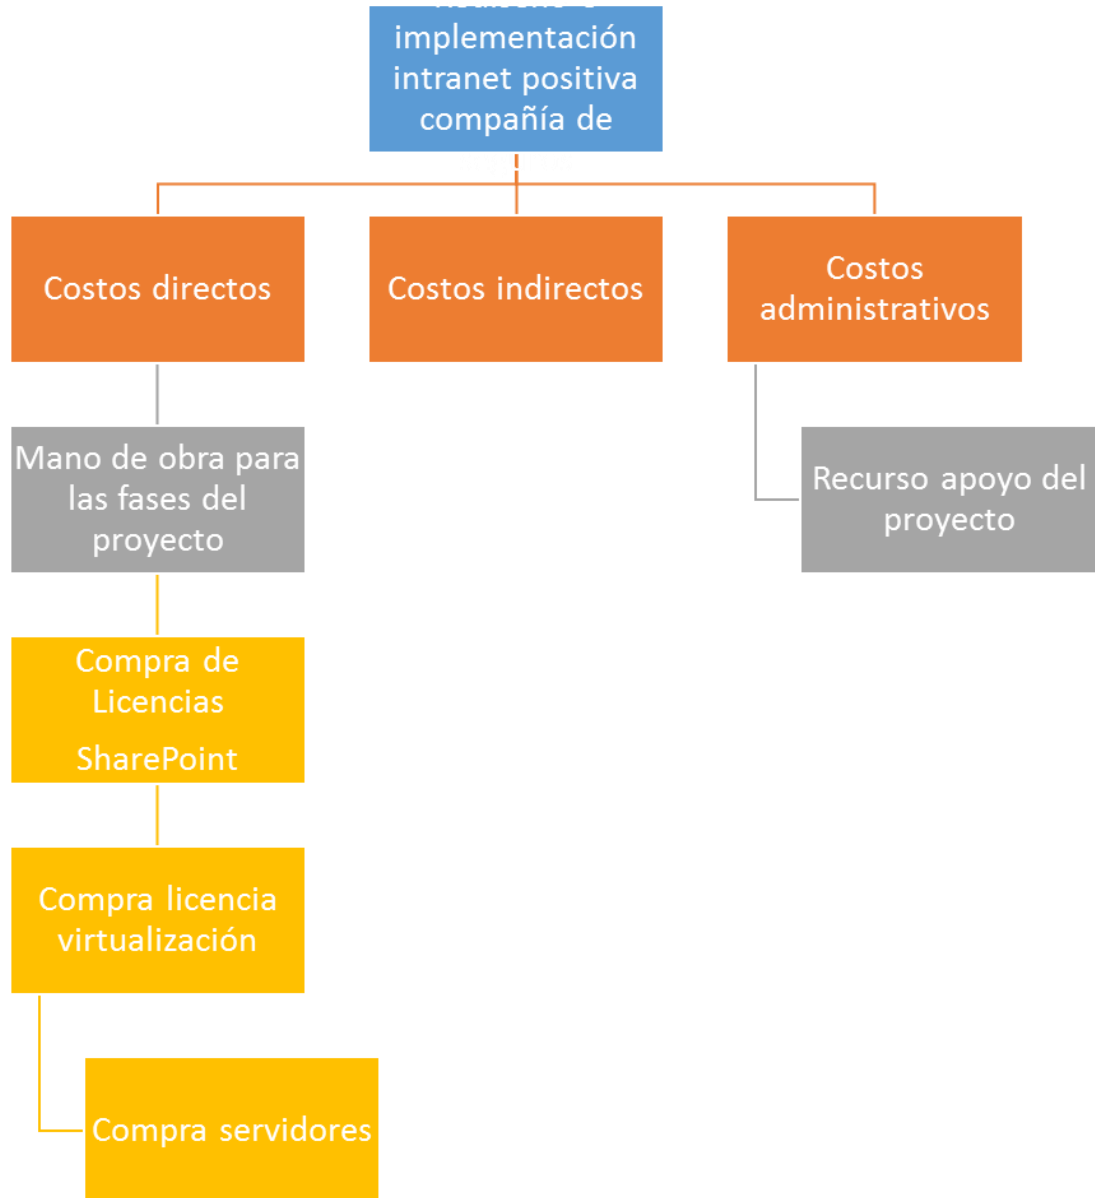 implementación
intranet positiva
compañía de
Costos directos
Costos indirectos
Costos
administrativos
Mano de obra para
las fases del
proyecto
Recurso apoyo del
proyecto
Compra de
Licencias
SharePoint
Compra licencia
virtualización
Compra servidores